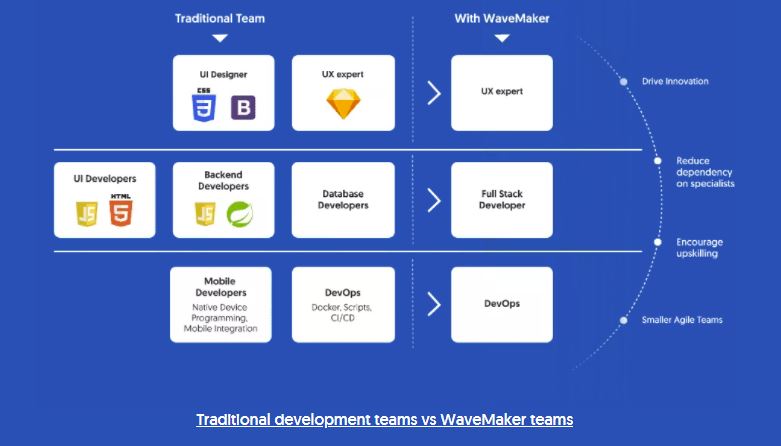 Traditional Team
With WaveMaker
UI Designer
CSS
3
B
UX expert
UX expert
Drive Innovation
UI Developers
JS
HTML
5
Backend
Developers
JS
Database
Developers
Full Stack
Developer
Reduce
dependency
on specialists
Encourage
upskilling
Mobile
Developers
Native Device
Programming,
Mobile Integration
DevOps
Docker, Scripts,
CI/CD
DevOps
Smaller Agile Teams
Traditional development teams vs WaveMaker teams